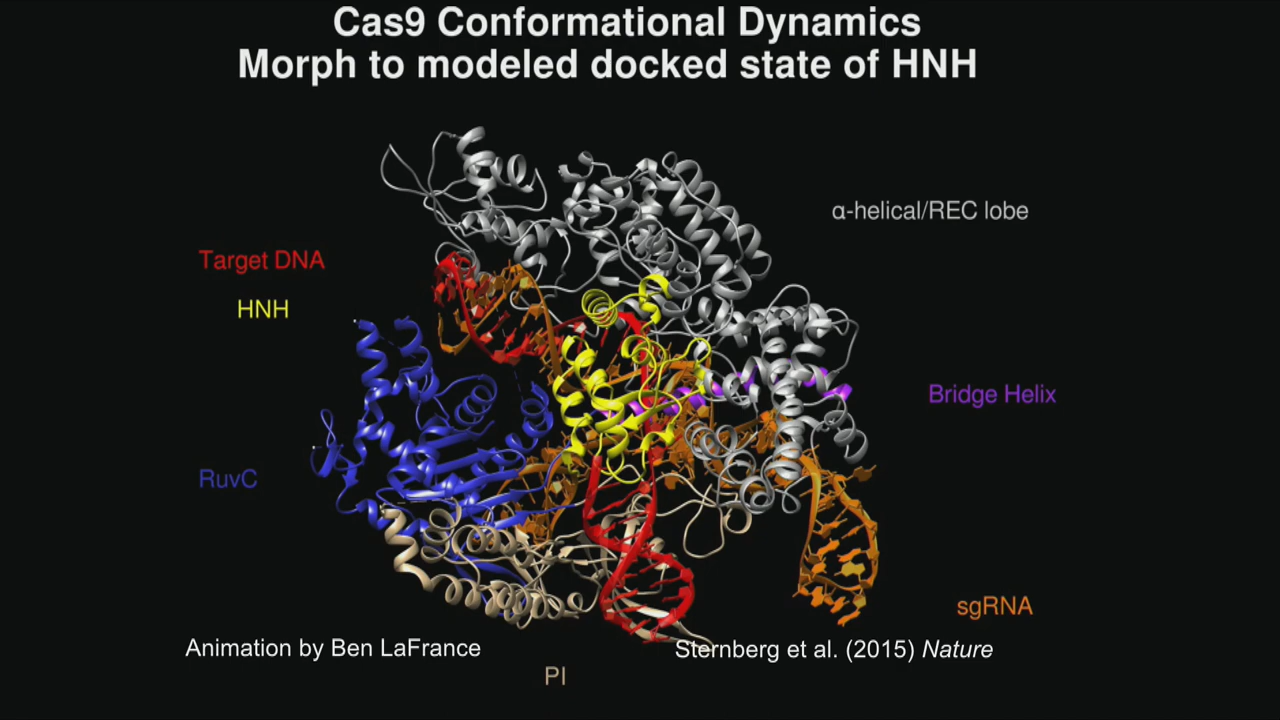 Cas9 Conformational Dynamics
Morph to modeled docked state of HNH
α-helical/REC lobe
Target DNA
HNH
Bridge Helix
RuvC
sgRNA
Animation by Ben LaFrance
Sternberg et al. (2015) Nature
PI